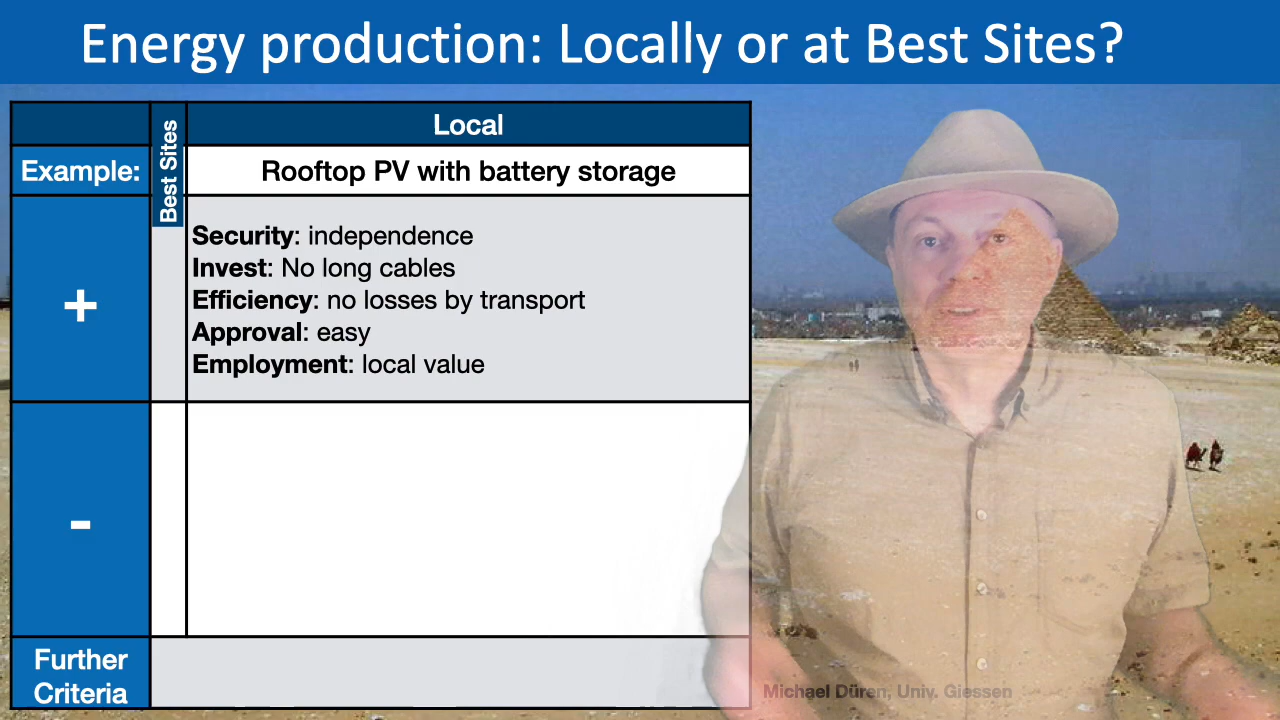 Energy production: Locally or at Best Sites?
Best Sites
Local
Example:
Rooftop PV with battery storage
+
Security: independence
Invest: No long cables
Efficiency: no losses by transport
Approval: easy
Employment: local value
-
Further
Criteria
Michael Düren, Univ. Giessen